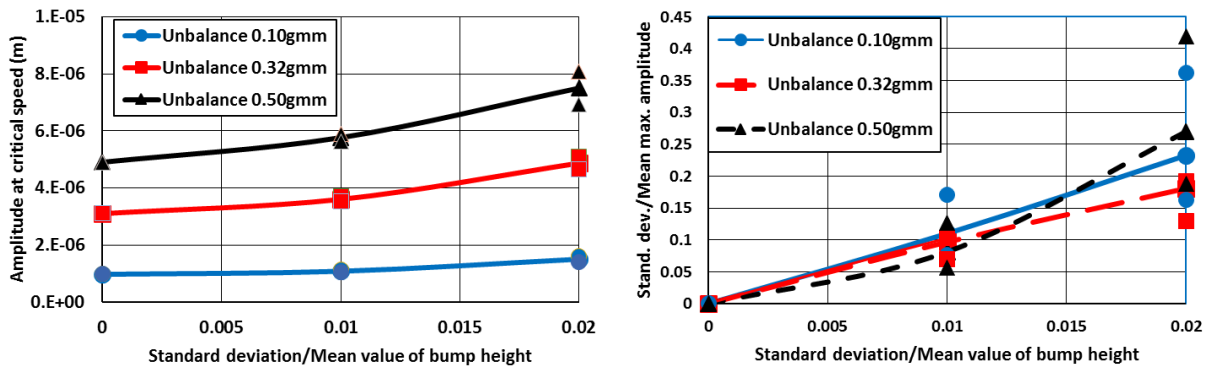 Amplitude at critical speed (m)
1.E-05
8.E-06
6.E-06
4.E-06
2.E-06
0.E+00
Unbalance 0.10gmm
Unbalance 0.32gmm
Unbalance 0.50gmm
0 0.005 0.01 0.015 0.02
Standard deviation/Mean value of bump height
Stand. dev./Mean max. amplitude
0.45
0.4
0.35
0.3
0.25
0.2
0.15
0.1
0.05
0
Unbalance 0.10gmm
Unbalance 0.32gmm
Unbalance 0.50gmm
0 0.005 0.01 0.015 0.02
Standard deviation/Mean value of bump height